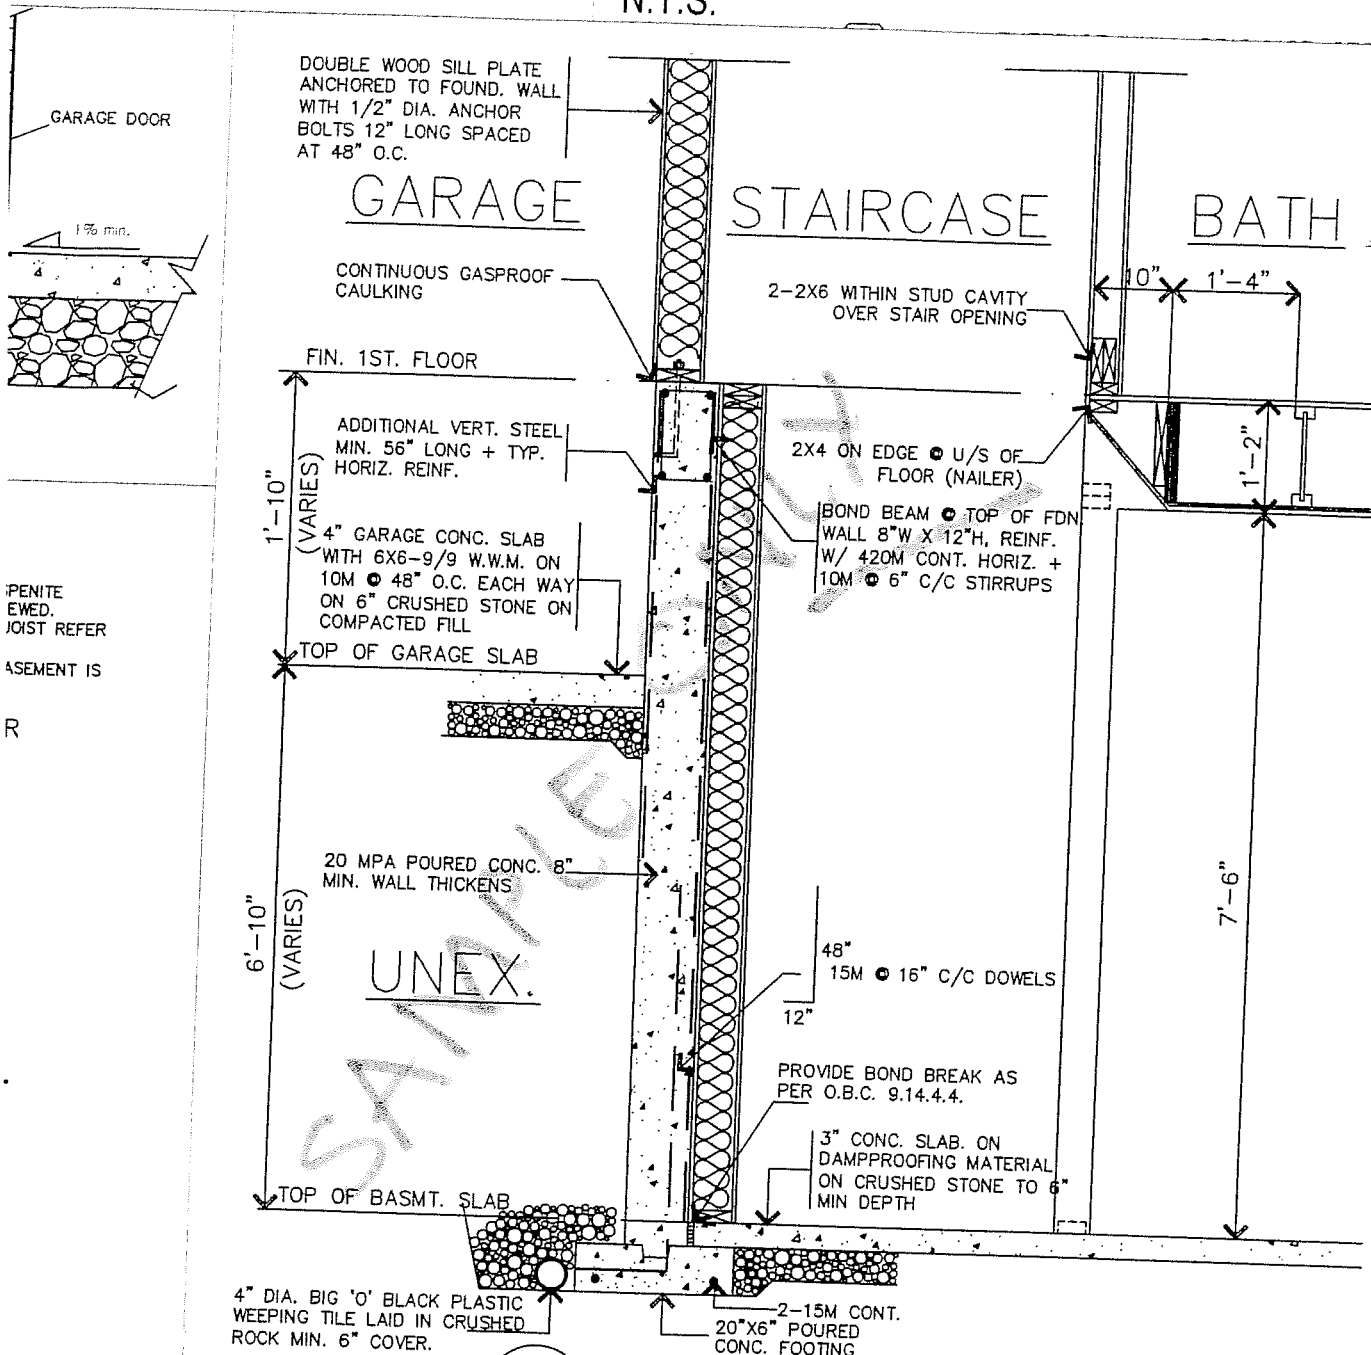 N.T.S.
GARAGE DOOR
1% min.
DOUBLE WOOD SILL PLATE
ANCHORED TO FOUND. WALL
WITH 1/2" DIA. ANCHOR
BOLTS 12" LONG SPACED
AT 48" O.C.
GARAGE
STAIRCASE
BATH
CONTINUOUS GASPROOF
CAULKING
2-2X6 WITHIN STUD CAVITY
OVER STAIR OPENING
10"
1'-4"
FIN. 1ST. FLOOR
ADDITIONAL VERT. STEEL
MIN. 56" LONG + TYP.
HORIZ. REINF.
2X4 ON EDGE @ U/S OF
FLOOR (NAILER)
1'-2"
1'-10"
(VARIES)
4" GARAGE CONC. SLAB
WITH 6X6-9/9 W.W.M. ON
10M @ 48" O.C. EACH WAY
ON 6" CRUSHED STONE ON
COMPACTED FILL
BOND BEAM @ TOP OF FDN
WALL 8"W X 12"H, REINF.
W/ 420M CONT. HORIZ. +
10M @ 6" C/C STIRRUPS
PENITE
EWED.
JOIST REFER
ASEMENT IS
R
TOP OF GARAGE SLAB
20 MPA POURED CONC. 8"
MIN. WALL THICKENS
6'-10"
(VARIES)
UNEX.
7'-6"
48"
15M @ 16" C/C DOWELS
12"
PROVIDE BOND BREAK AS
PER O.B.C. 9.14.4.4.
3" CONC. SLAB. ON
DAMPPROOFING MATERIAL
ON CRUSHED STONE TO 6"
MIN DEPTH
TOP OF BASMT. SLAB
4" DIA. BIG 'O' BLACK PLASTIC
WEEPING TILE LAID IN CRUSHED
ROCK MIN. 6" COVER.
2-15M CONT.
20"X6" POURED
CONC. FOOTING
SAMPLE ONLY